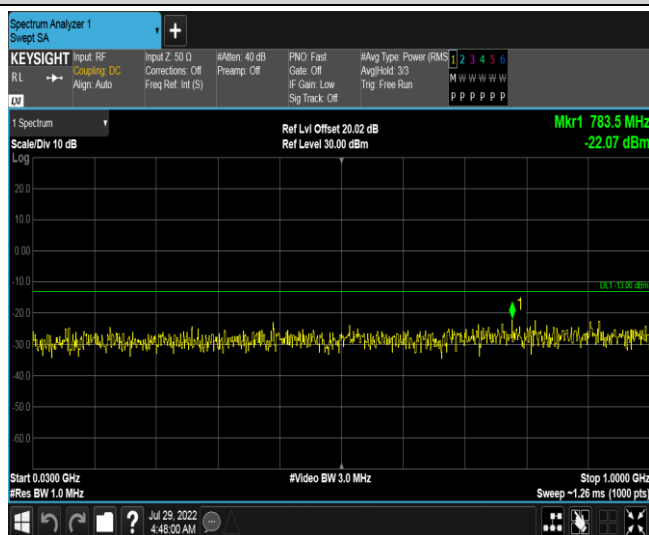 Spectrum Analyzer 1
Swept SA
+
KEYSIGHT
RL
LXI
Input: RF
Coupling: DC
Align: Auto
Input Z: 50 Ω
Corrections: Off
Freq Ref: Int (S)
#Atten: 40 dB
Preamp: Off
PNO: Fast
Gate: Off
IF Gain: Low
Sig Track: Off
#Avg Type: Power (RMS
Avg|Hold: 3/3
Trig: Free Run
1 2 3 4 5 6
M W W W W W
P P P P P P
1 Spectrum
Scale/Div 10 dB
Log
Ref Lvl Offset 20.02 dB
Ref Level 30.00 dBm
Mkr1 783.5 MHz
-22.07 dBm
20.0
10.0
0.00
-10.0
DL1 -13.00 dBm
1
-20.0
-30.0
-40.0
-50.0
-60.0
Start 0.0300 GHz
#Res BW 1.0 MHz
#Video BW 3.0 MHz
Stop 1.0000 GHz
Sweep ~1.26 ms (1000 pts)
?
Jul 29, 2022
4:48:00 AM